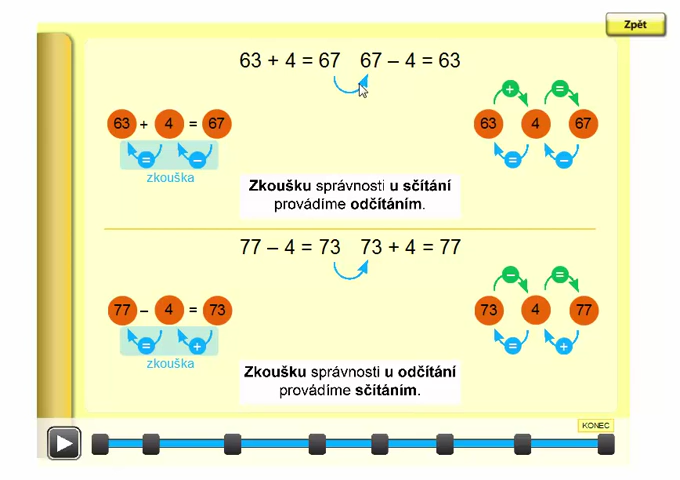 Zpět
63 + 4 = 67 67 – 4 = 63
63 + 4 = 67
= –
zkouška
+ =
63 4 67
= –
Zkoušku správnosti u sčítání
provádíme odčítáním.
77 – 4 = 73 73 + 4 = 77
77 – 4 = 73
= +
zkouška
– =
73 4 77
= +
Zkoušku správnosti u odčítání
provádíme sčítáním.
KONEC